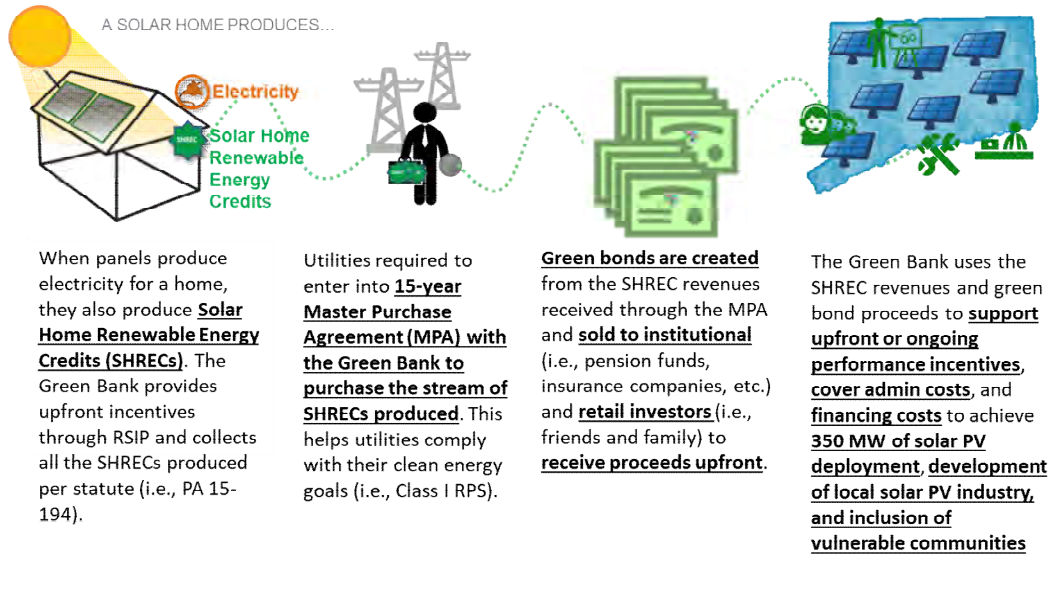 A SOLAR HOME PRODUCES...
Electricity
SHREC
Solar Home
Renewable
Energy
Credits
When panels produce
electricity for a home,
they also produce Solar
Home Renewable Energy
Credits (SHRECs). The
Green Bank provides
upfront incentives
through RSIP and collects
all the SHRECs produced
per statute (i.e., PA 15-
194).
Utilities required to
enter into 15-year
Master Purchase
Agreement (MPA) with
the Green Bank to
purchase the stream of
SHRECs produced. This
helps utilities comply
with their clean energy
goals (i.e., Class I RPS).
Green bonds are created
from the SHREC revenues
received through the MPA
and sold to institutional
(i.e., pension funds,
insurance companies, etc.)
and retail investors (i.e.,
friends and family) to
receive proceeds upfront.
The Green Bank uses the
SHREC revenues and green
bond proceeds to support
upfront or ongoing
performance incentives,
cover admin costs, and
financing costs to achieve
350 MW of solar PV
deployment, development
of local solar PV industry,
and inclusion of
vulnerable communities